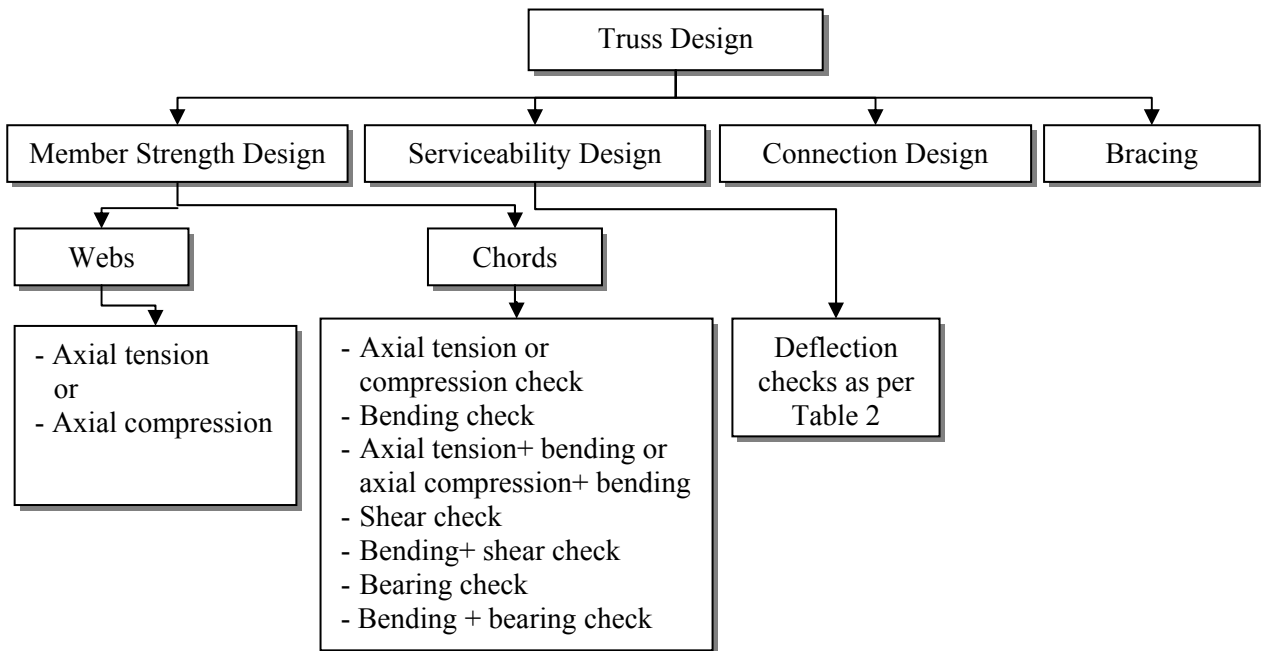 Truss Design
Member Strength Design
Serviceability Design
Connection Design
Bracing
Webs
Chords
- Axial tension
or
- Axial compression
- Axial tension or
compression check
- Bending check
- Axial tension+ bending or
axial compression+ bending
- Shear check
- Bending+ shear check
- Bearing check
- Bending + bearing check
Deflection
checks as per
Table 2